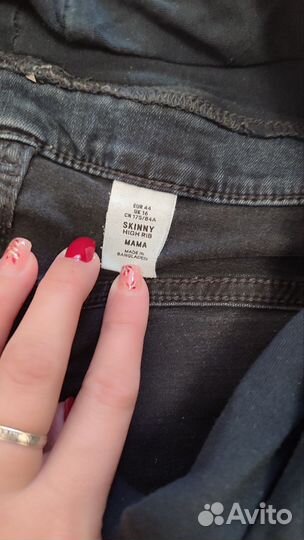 EUR 44
UK 16
CN 175/84A
SKINNY
HIGH RIB
MAMA
MADE IN
BANGLADESH
Avito